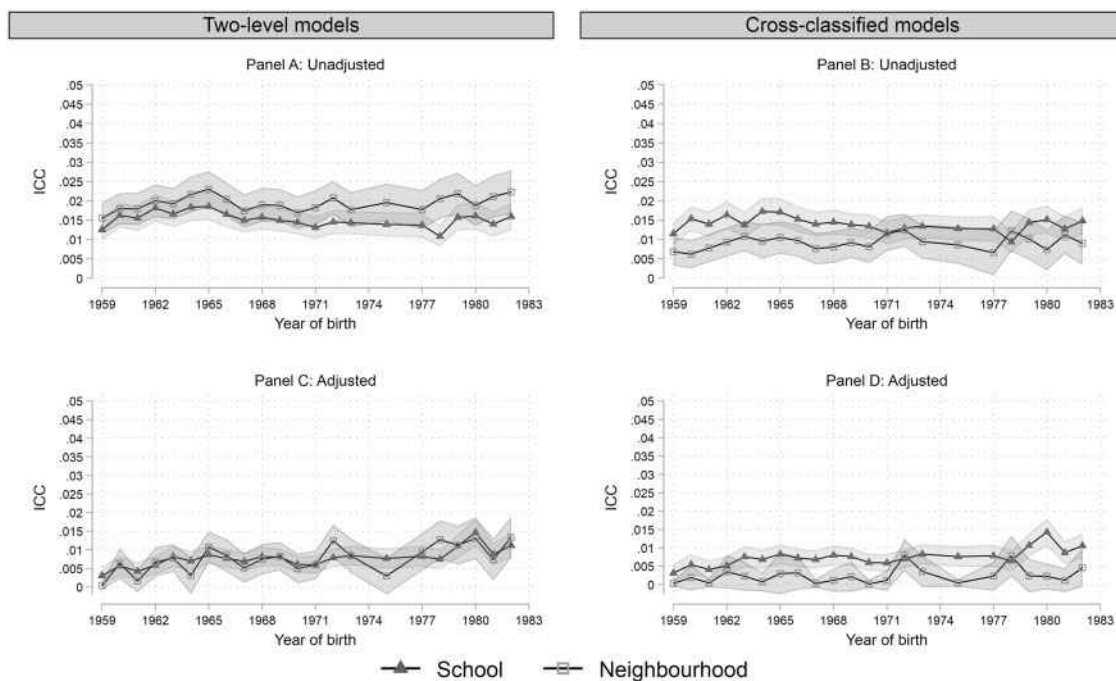 Two-level models
Cross-classified models
Panel A: Unadjusted
.05
.045
.04
.035
.03
.025
.02
.015
.01
.005
0
ICC
1959 1962 1965 1968 1971 1974 1977 1980 1983
Year of birth
Panel B: Unadjusted
.05
.045
.04
.035
.03
.025
.02
.015
.01
.005
0
ICC
1959 1962 1965 1968 1971 1974 1977 1980 1983
Year of birth
Panel C: Adjusted
.05
.045
.04
.035
.03
.025
.02
.015
.01
.005
0
ICC
1959 1962 1965 1968 1971 1974 1977 1980 1983
Year of birth
Panel D: Adjusted
.05
.045
.04
.035
.03
.025
.02
.015
.01
.005
0
ICC
1959 1962 1965 1968 1971 1974 1977 1980 1983
Year of birth
School Neighbourhood